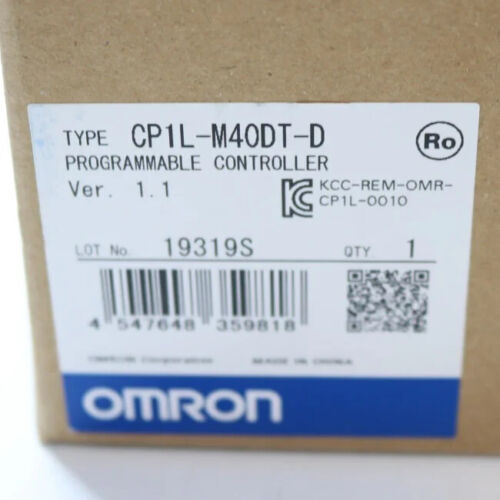 TYPE CP1L-M40DT-D
Ro
PROGRAMMABLE CONTROLLER
Ver. 1.1
KCC-REM-OMR-
CP1L-0010
LOT No. 19319S QTY. 1
4 547648 359818
OMRON Corporation MADE IN CHINA
OMRON